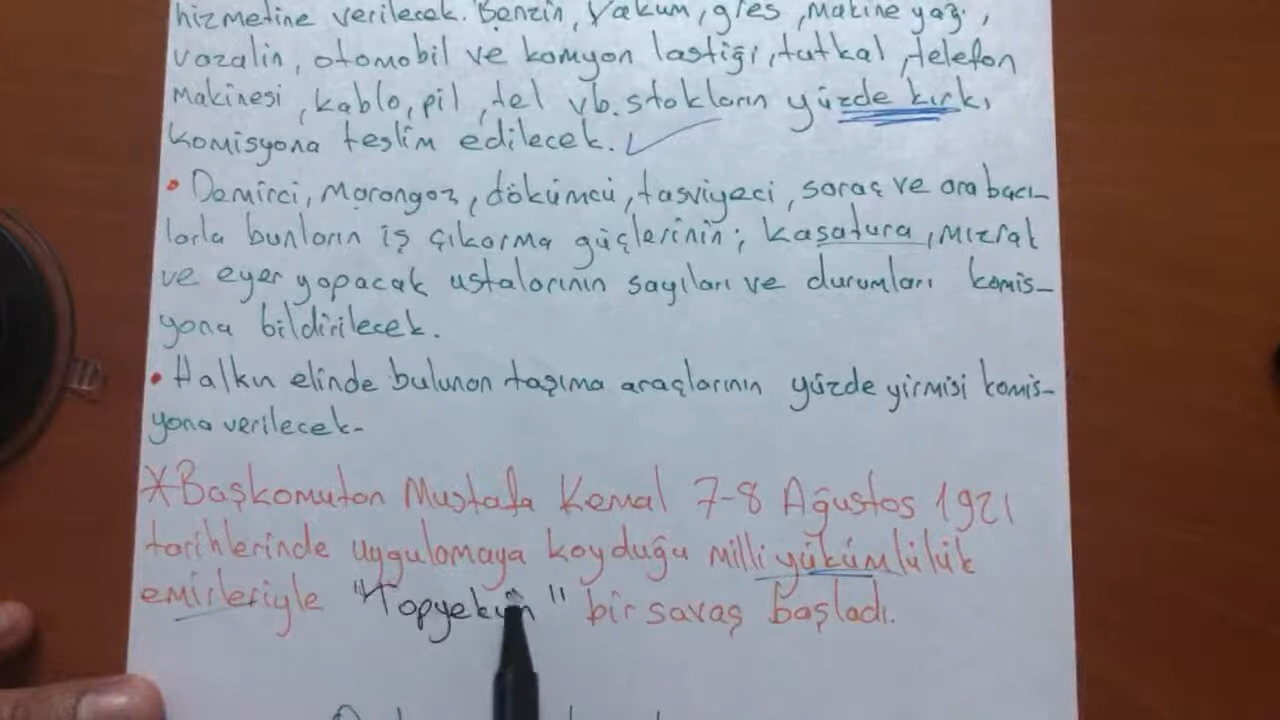 hizmetine verilecek. Benzin, Vakum, gres, makine yağı,
vazalin, otomobil ve kamyon lastiği, tutkal, telefon
makinesi, kablo, pil, tel vb. stokların yüzde kırkı
komisyona teslim edilecek.
• Demirci, marangoz, dökümcü, tasviyeci, saraç ve arabacı-
larla bunların iş çıkarma güçlerinin; kasatura, mızrak
ve eyer yapacak ustalarının sayıları ve durumları komis-
yona bildirilecek.
• Halkın elinde bulunan taşıma araçlarının yüzde yirmisi komis-
yona verilecek-
*Başkomutan Mustafa Kemal 7-8 Ağustos 1921
tarihlerinde uygulamaya koyduğu milli yükümlülük
emirleriyle "Topyekün" bir savaş başladı.